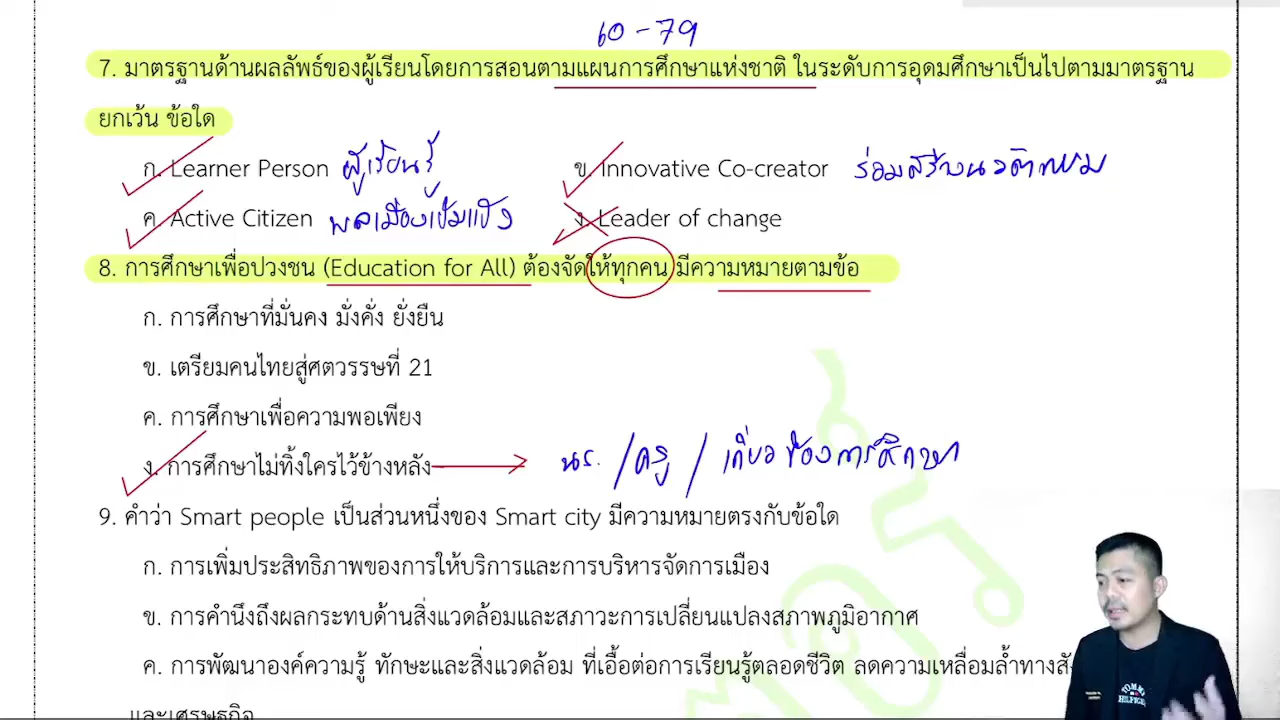 60 - 79
7. มาตรฐานด้านผลลัพธ์ของผู้เรียนโดยการสอนตามแผนการศึกษาแห่งชาติ ในระดับการอุดมศึกษาเป็นไปตามมาตรฐาน
ยกเว้น ข้อใด
ก. Learner Person ผู้เรียนรู้ ข. Innovative Co-creator ร่วมสร้างนวัตกรรม
ค. Active Citizen พลเมืองเข้มแข็ง ง. Leader of change
8. การศึกษาเพื่อปวงชน (Education for All) ต้องจัดให้ทุกคน มีความหมายตามข้อ
ก. การศึกษาที่มั่นคง มั่งคั่ง ยั่งยืน
ข. เตรียมคนไทยสู่ศตวรรษที่ 21
ค. การศึกษาเพื่อความพอเพียง
ง. การศึกษาไม่ทิ้งใครไว้ข้างหลัง นร. / ครู / เกี่ยวข้องการศึกษา
9. คำว่า Smart people เป็นส่วนหนึ่งของ Smart city มีความหมายตรงกับข้อใด
ก. การเพิ่มประสิทธิภาพของการให้บริการและการบริหารจัดการเมือง
ข. การคำนึงถึงผลกระทบด้านสิ่งแวดล้อมและสภาวะการเปลี่ยนแปลงสภาพภูมิอากาศ
ค. การพัฒนาองค์ความรู้ ทักษะและสิ่งแวดล้อม ที่เอื้อต่อการเรียนรู้ตลอดชีวิต ลดความเหลื่อมล้ำทาง
และเศรษฐกิจ
TOMMY
HILFIGER